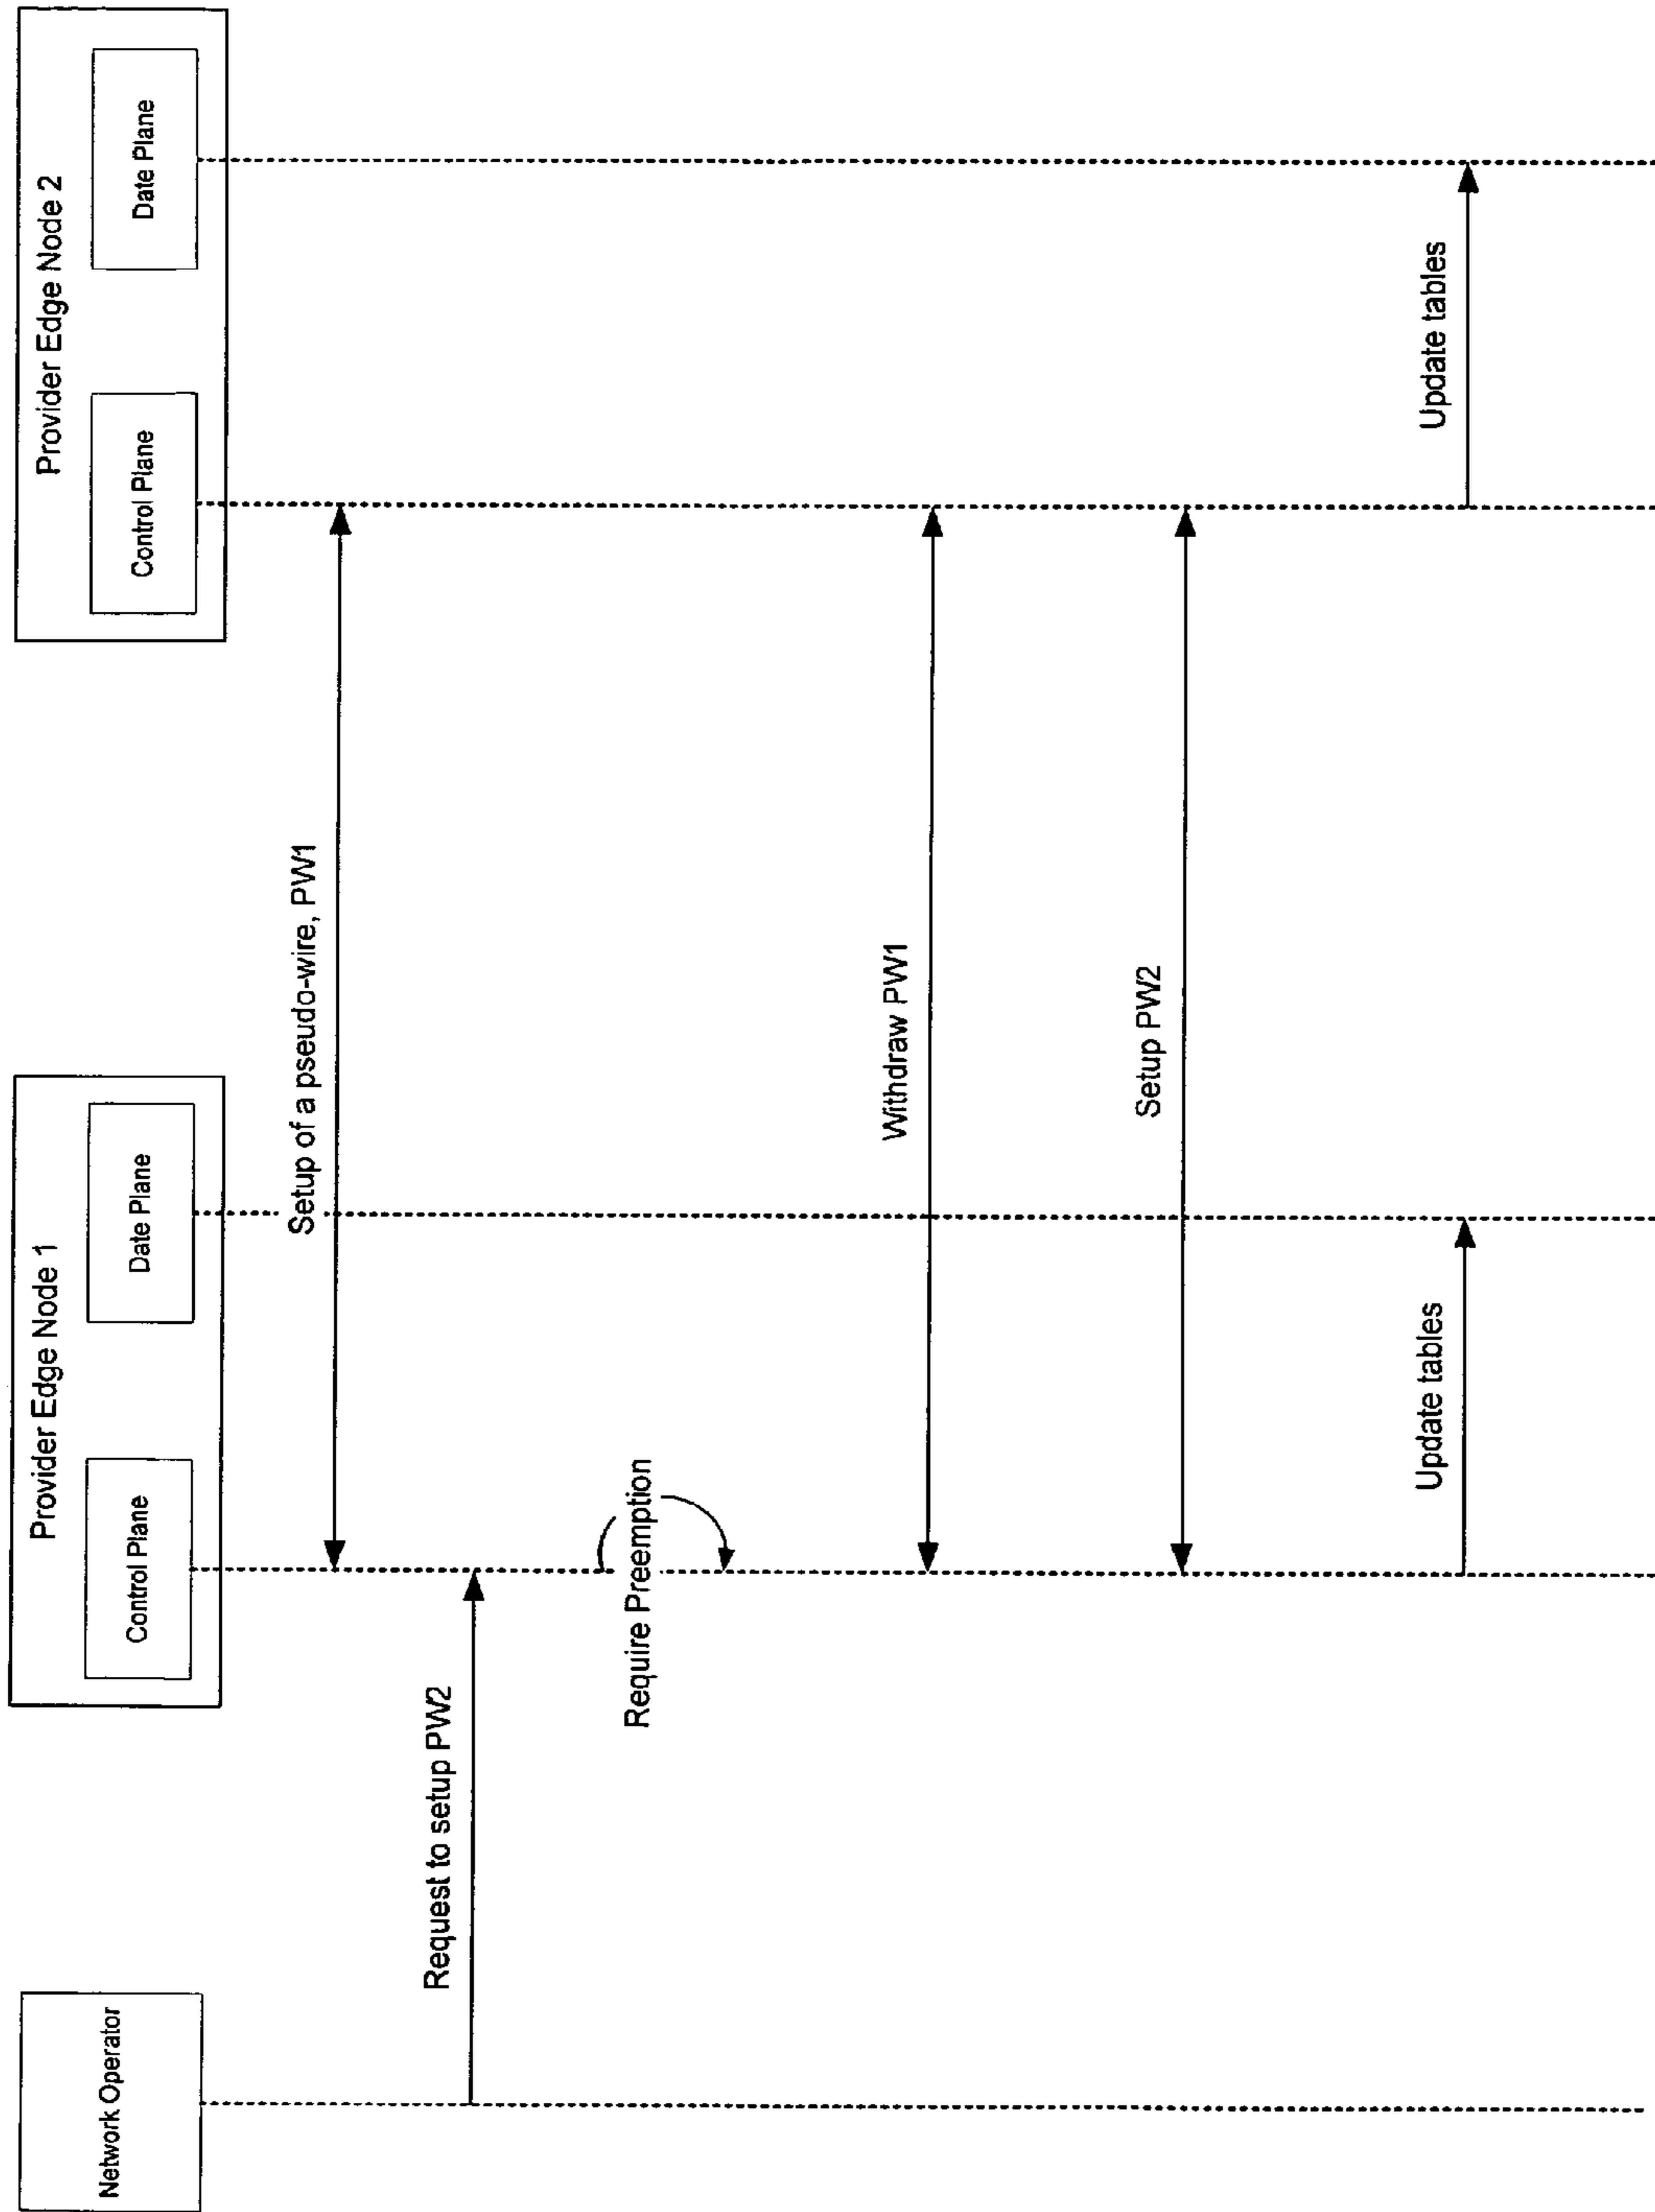 Network Operator
Provider Edge Node 1
Control Plane
Date Plane
Provider Edge Node 2
Control Plane
Date Plane
Setup of a pseudo-wire, PW1
Request to setup PW2
Require Preemption
Withdraw PW1
Setup PW2
Update tables
Update tables